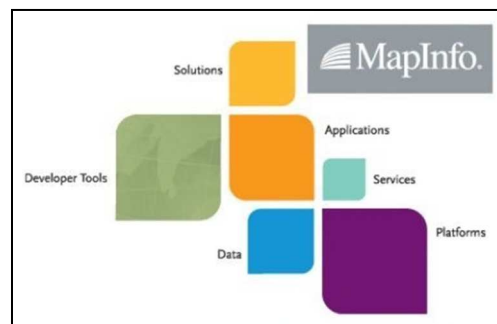 MapInfo.
Solutions
Applications
Developer Tools
Services
Platforms
Data